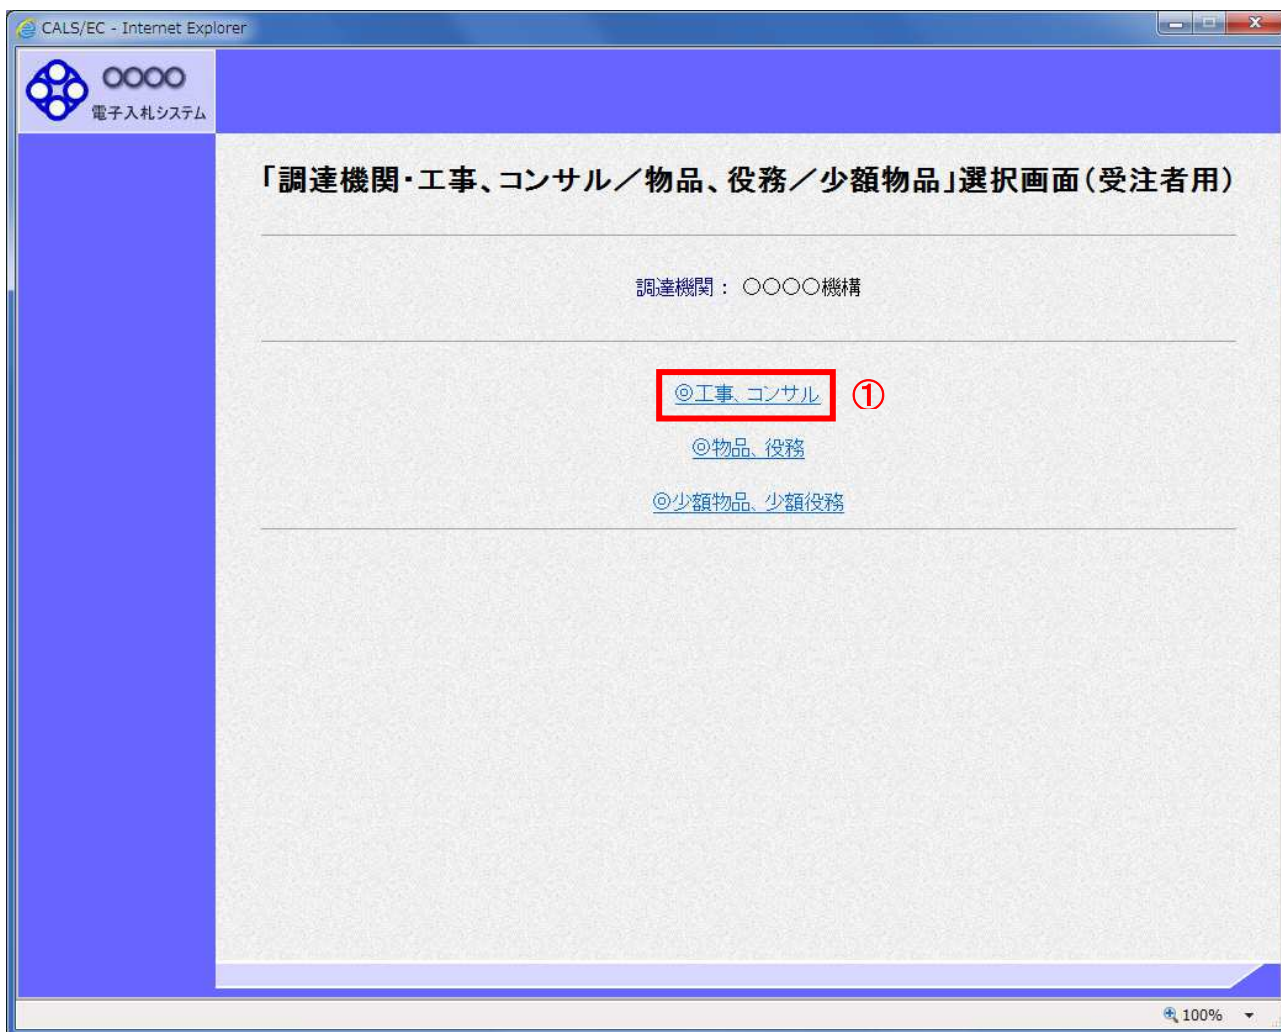 CALS/EC - Internet Explorer
○○○○
電子入札システム
「調達機関・工事、コンサル／物品、役務／少額物品」選択画面（受注者用）
調達機関： ○○○○機構
◎工事、コンサル
①
◎物品、役務
◎少額物品、少額役務
100%